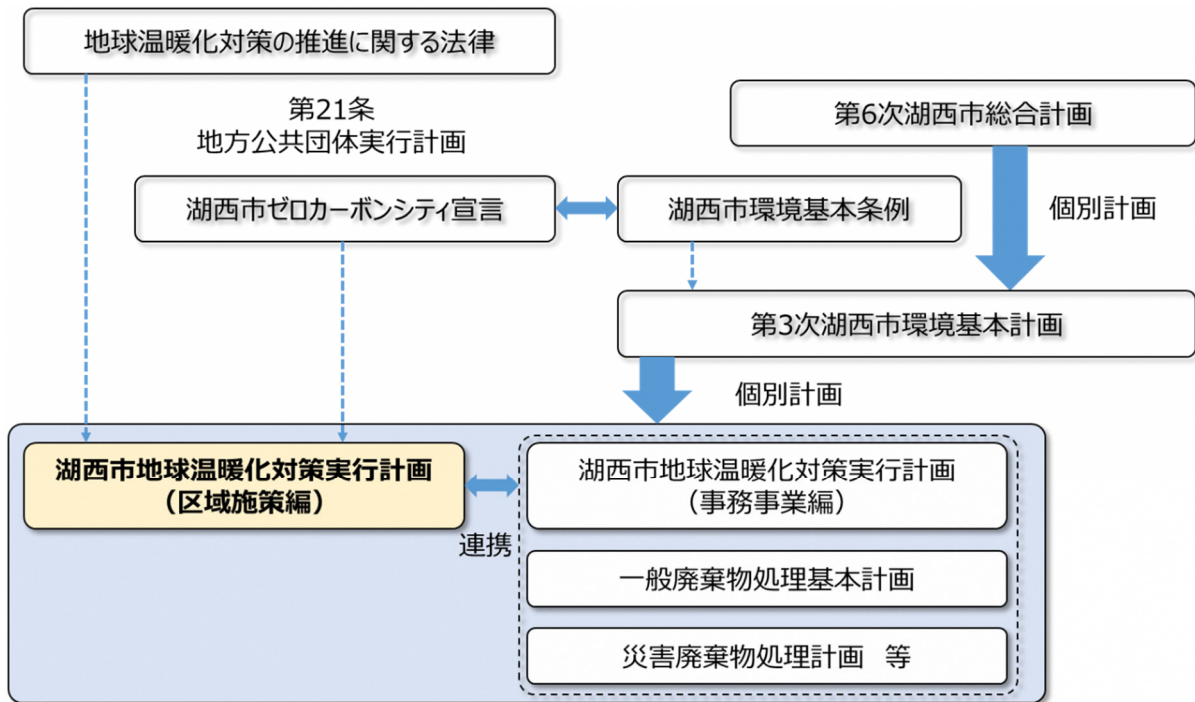 地球温暖化対策の推進に関する法律
第21条
地方公共団体実行計画
第6次湖西市総合計画
湖西市ゼロカーボンシティ宣言
湖西市環境基本条例
個別計画
第3次湖西市環境基本計画
個別計画
湖西市地球温暖化対策実行計画
（区域施策編）
連携
湖西市地球温暖化対策実行計画
（事務事業編）
一般廃棄物処理基本計画
災害廃棄物処理計画　等